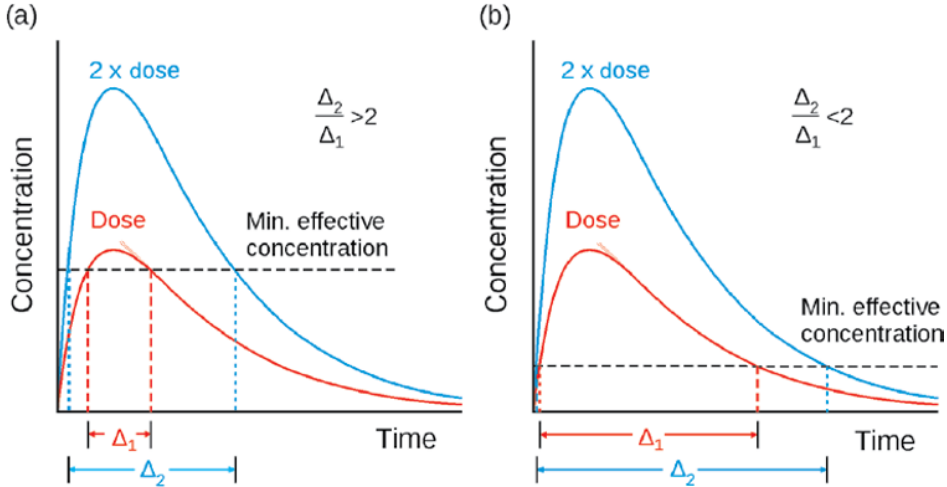 (a)
2 x dose
Δ2
Δ1
>2
Concentration
Dose
Min. effective
concentration
Δ1
Time
Δ2
(b)
2 x dose
Δ2
Δ1
<2
Concentration
Dose
Min. effective
concentration
Δ1
Time
Δ2